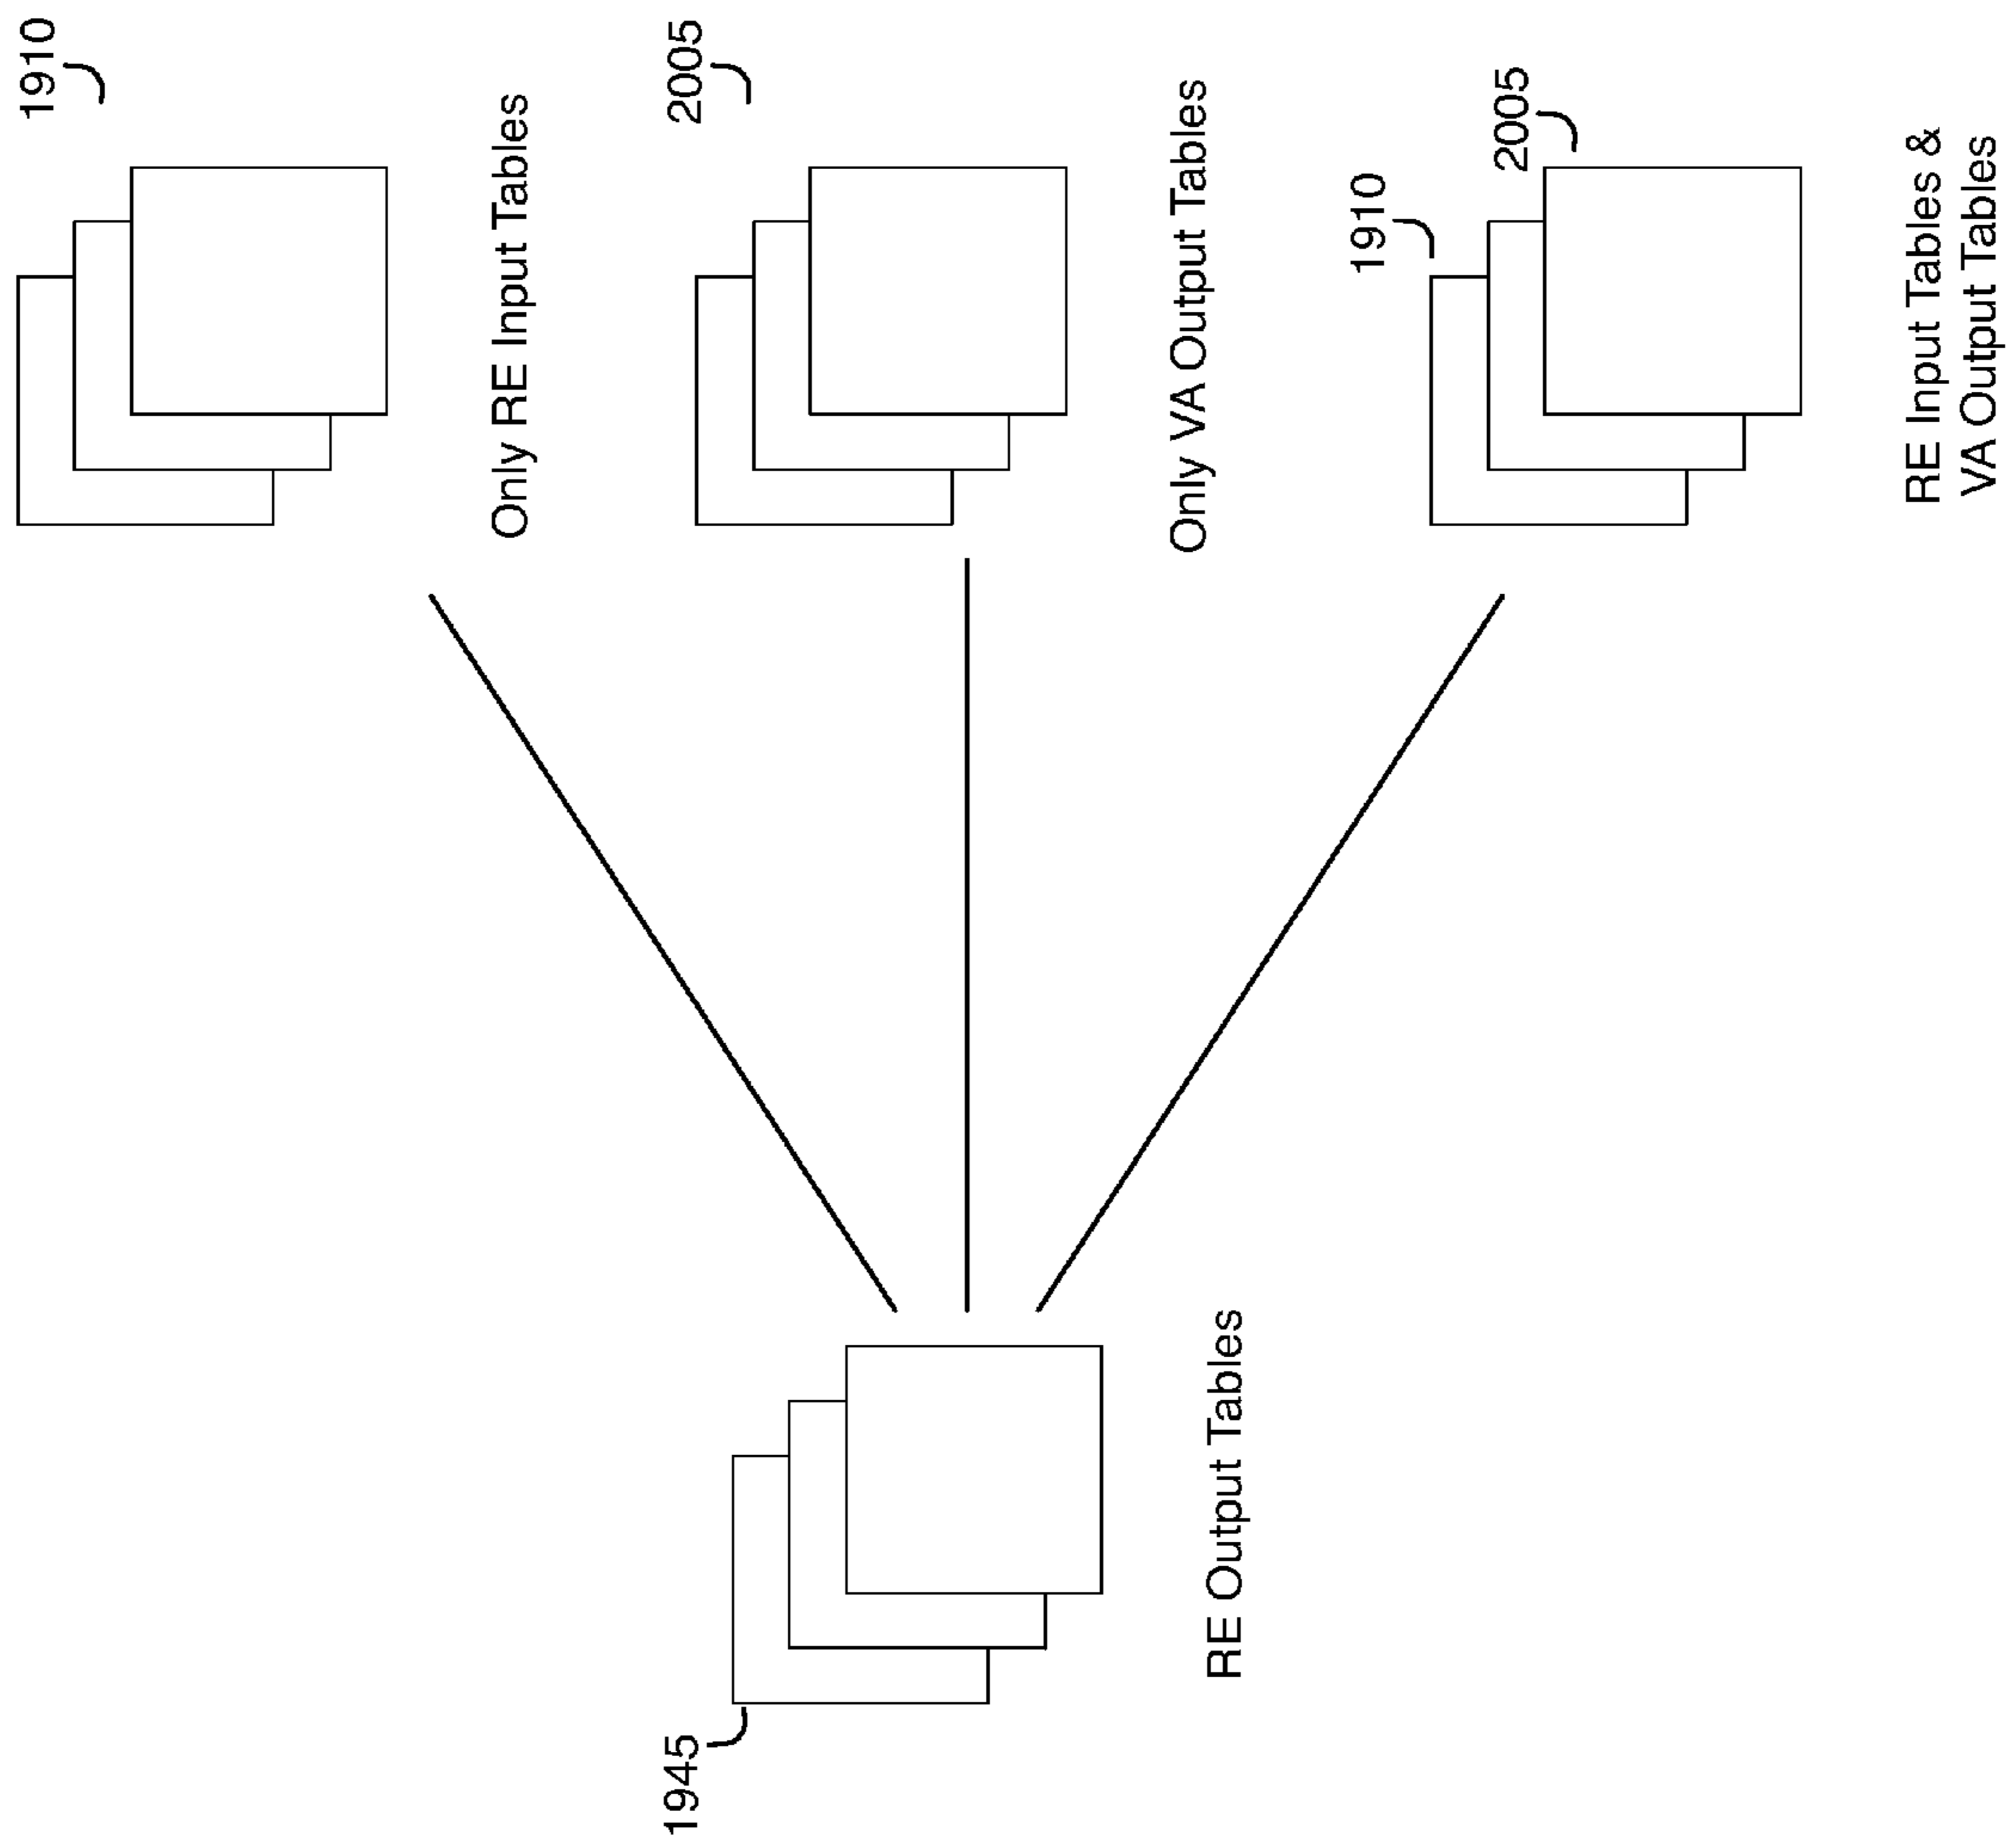 1910
Only RE Input Tables
2005
Only VA Output Tables
1910
2005
RE Input Tables &
VA Output Tables
1945
RE Output Tables